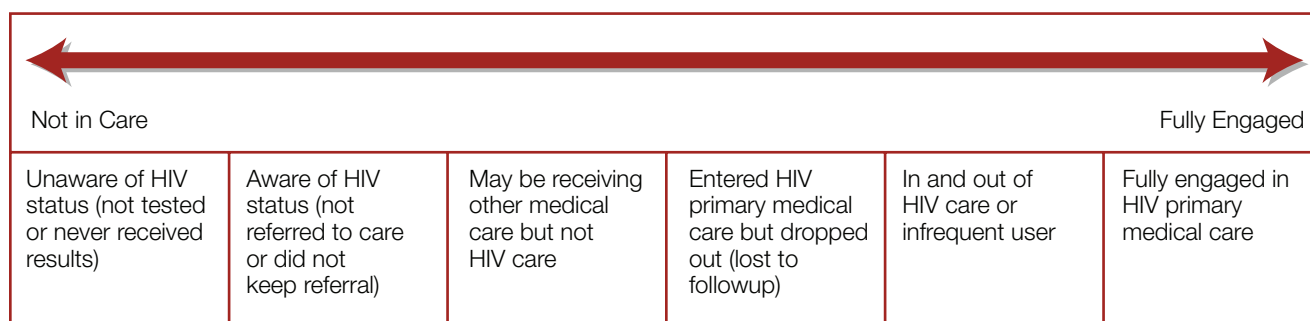 Not in Care
Fully Engaged
Unaware of HIV
status (not tested
or never received
results)
Aware of HIV
status (not
referred to care
or did not
keep referral)
May be receiving
other medical
care but not
HIV care
Entered HIV
primary medical
care but dropped
out (lost to
followup)
In and out of
HIV care or
infrequent user
Fully engaged in
HIV primary
medical care